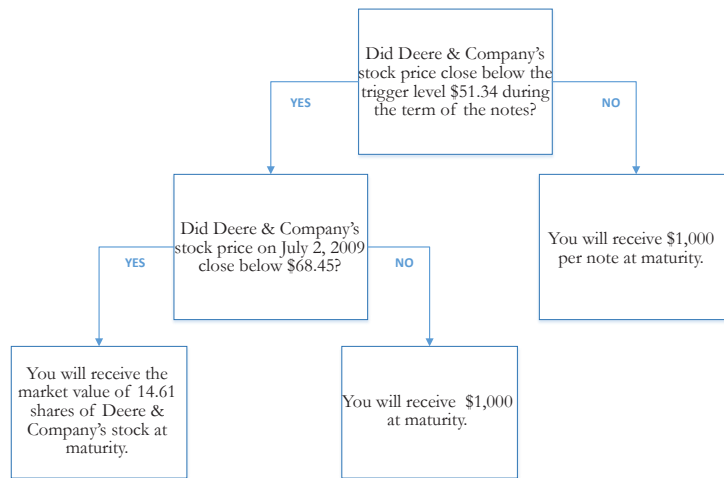 Did Deere & Company's
stock price close below the
trigger level $51.34 during
the term of the notes?
YES
NO
Did Deere & Company's
stock price on July 2, 2009
close below $68.45?
You will receive $1,000
per note at maturity.
YES
NO
You will receive the
market value of 14.61
shares of Deere &
Company's stock at
maturity.
You will receive $1,000
at maturity.